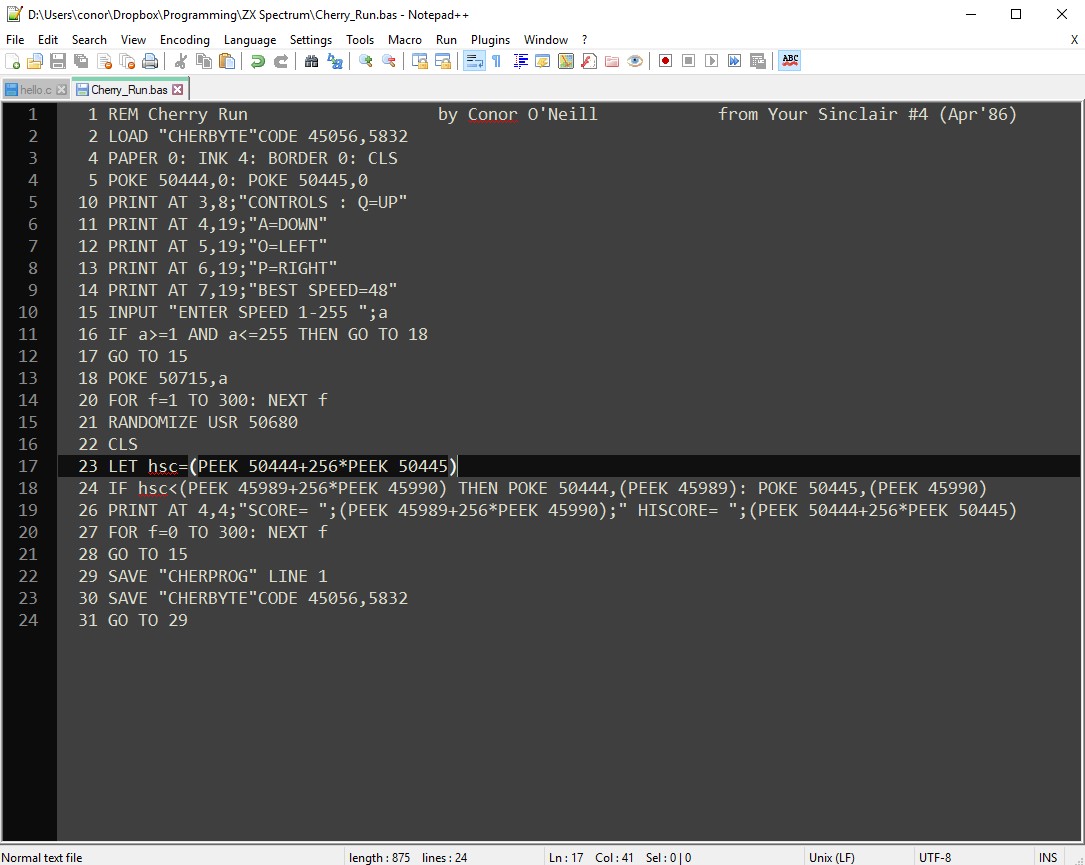 D:\Users\conor\Dropbox\Programming\ZX Spectrum\Cherry_Run.bas - Notepad++
File Edit Search View Encoding Language Settings Tools Macro Run Plugins Window ? X
ABC
hello.c Cherry_Run.bas
1 1 REM Cherry Run by Conor O'Neill from Your Sinclair #4 (Apr'86)
2 2 LOAD "CHERBYTE"CODE 45056,5832
3 4 PAPER 0: INK 4: BORDER 0: CLS
4 5 POKE 50444,0: POKE 50445,0
5 10 PRINT AT 3,8;"CONTROLS : Q=UP"
6 11 PRINT AT 4,19;"A=DOWN"
7 12 PRINT AT 5,19;"O=LEFT"
8 13 PRINT AT 6,19;"P=RIGHT"
9 14 PRINT AT 7,19;"BEST SPEED=48"
10 15 INPUT "ENTER SPEED 1-255 ";a
11 16 IF a>=1 AND a<=255 THEN GO TO 18
12 17 GO TO 15
13 18 POKE 50715,a
14 20 FOR f=1 TO 300: NEXT f
15 21 RANDOMIZE USR 50680
16 22 CLS
17 23 LET hsc=(PEEK 50444+256*PEEK 50445)
18 24 IF hsc<(PEEK 45989+256*PEEK 45990) THEN POKE 50444,(PEEK 45989): POKE 50445,(PEEK 45990)
19 26 PRINT AT 4,4;"SCORE= ";(PEEK 45989+256*PEEK 45990);" HISCORE= ";(PEEK 50444+256*PEEK 50445)
20 27 FOR f=0 TO 300: NEXT f
21 28 GO TO 15
22 29 SAVE "CHERPROG" LINE 1
23 30 SAVE "CHERBYTE"CODE 45056,5832
24 31 GO TO 29
Normal text file length : 875 lines : 24 Ln : 17 Col : 41 Sel : 0 | 0 Unix (LF) UTF-8 INS